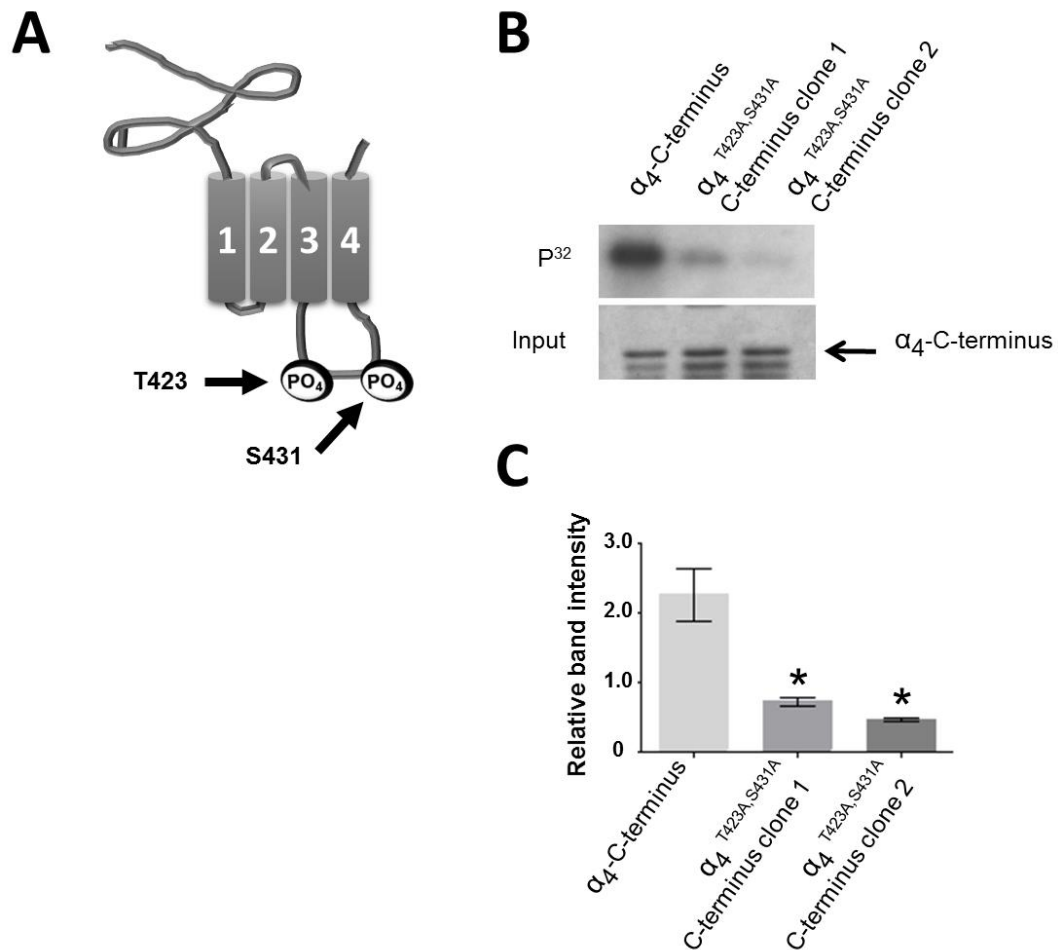 A
1 2 3 4
PO4 PO4
T423
S431
B
α4-C-terminus
α4 T423A,S431A
C-terminus clone 1
α4 T423A,S431A
C-terminus clone 2
P32
Input
α4-C-terminus
C
Relative band intensity
3.0
2.0
1.0
0
* *
α4-C-terminus
α4 T423A,S431A
C-terminus clone 1
α4 T423A,S431A
C-terminus clone 2